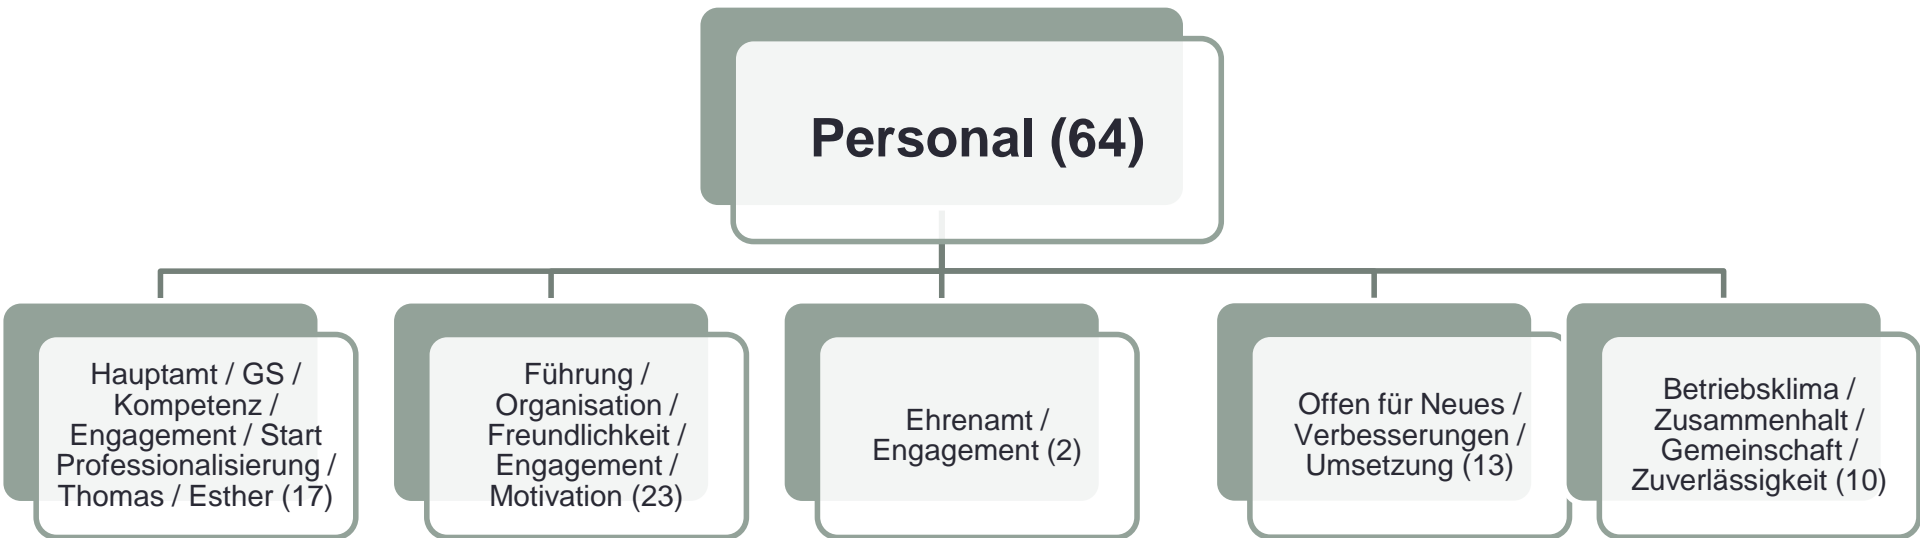 Personal (64)
Hauptamt / GS /
Kompetenz /
Engagement / Start
Professionalisierung /
Thomas / Esther (17)
Führung /
Organisation /
Freundlichkeit /
Engagement /
Motivation (23)
Ehrenamt /
Engagement (2)
Offen für Neues /
Verbesserungen /
Umsetzung (13)
Betriebsklima /
Zusammenhalt /
Gemeinschaft /
Zuverlässigkeit (10)